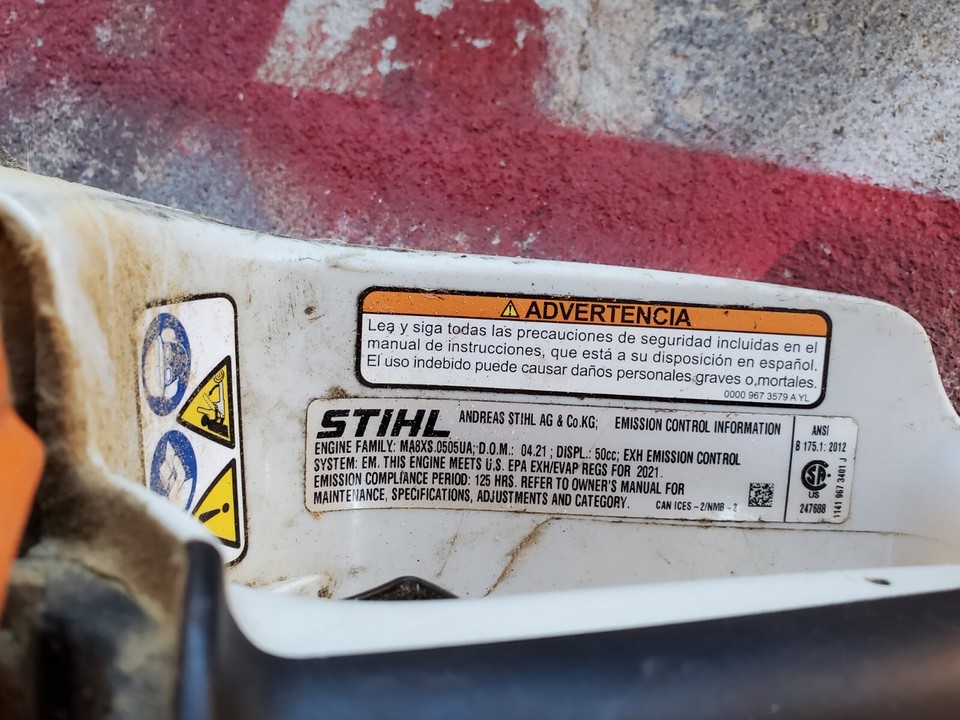 ADVERTENCIA
Lea y siga todas las precauciones de seguridad incluidas en el
manual de instrucciones, que está a su disposición en español.
El uso indebido puede causar daños personales graves o mortales.
0000 967 3579 A YL
STIHL ANDREAS STIHL AG & Co.KG; EMISSION CONTROL INFORMATION
ENGINE FAMILY: MA8XS.0505UA; D.O.M.: 04.21; DISPL.: 50cc; EXH EMISSION CONTROL
SYSTEM: EM. THIS ENGINE MEETS U.S. EPA EXH/EVAP REGS FOR 2021.
EMISSION COMPLIANCE PERIOD: 125 HRS. REFER TO OWNER'S MANUAL FOR
MAINTENANCE, SPECIFICATIONS, ADJUSTMENTS AND CATEGORY.
CAN ICES-2/NMB-2
ANSI
B 175.1: 2012
SA
US
247688
1141 967 3401 J